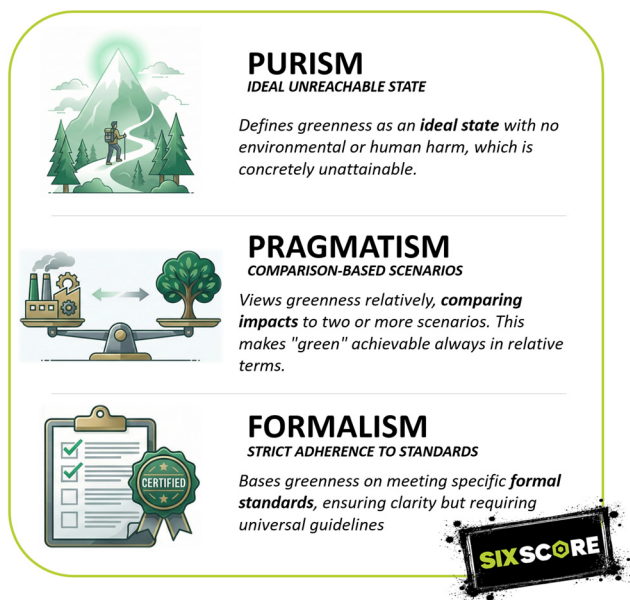 PURISM
IDEAL UNREACHABLE STATE
Defines greenness as an ideal state with no
environmental or human harm, which is
concretely unattainable.
PRAGMATISM
COMPARISON-BASED SCENARIOS
Views greenness relatively, comparing
impacts to two or more scenarios. This
makes "green" achievable always in relative
terms.
FORMALISM
STRICT ADHERENCE TO STANDARDS
CERTIFIED
Bases greenness on meeting specific formal
standards, ensuring clarity but requiring
universal guidelines
SIXSCORE